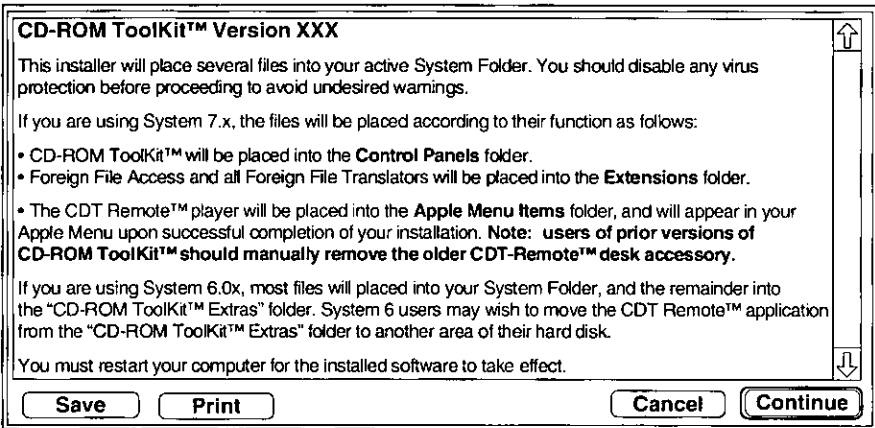 CD-ROM ToolKit™ Version XXX
This installer will place several files into your active System Folder. You should disable any virus
protection before proceeding to avoid undesired warnings.
If you are using System 7.x, the files will be placed according to their function as follows:
• CD-ROM ToolKit™ will be placed into the Control Panels folder.
• Foreign File Access and all Foreign File Translators will be placed into the Extensions folder.
• The CDT Remote™ player will be placed into the Apple Menu Items folder, and will appear in your
Apple Menu upon successful completion of your installation. Note: users of prior versions of
CD-ROM ToolKit™ should manually remove the older CDT-Remote™ desk accessory.
If you are using System 6.0x, most files will placed into your System Folder, and the remainder into
the “CD-ROM ToolKit™ Extras” folder. System 6 users may wish to move the CDT Remote™ application
from the “CD-ROM ToolKit™ Extras” folder to another area of their hard disk.
You must restart your computer for the installed software to take effect.
Save Print Cancel Continue